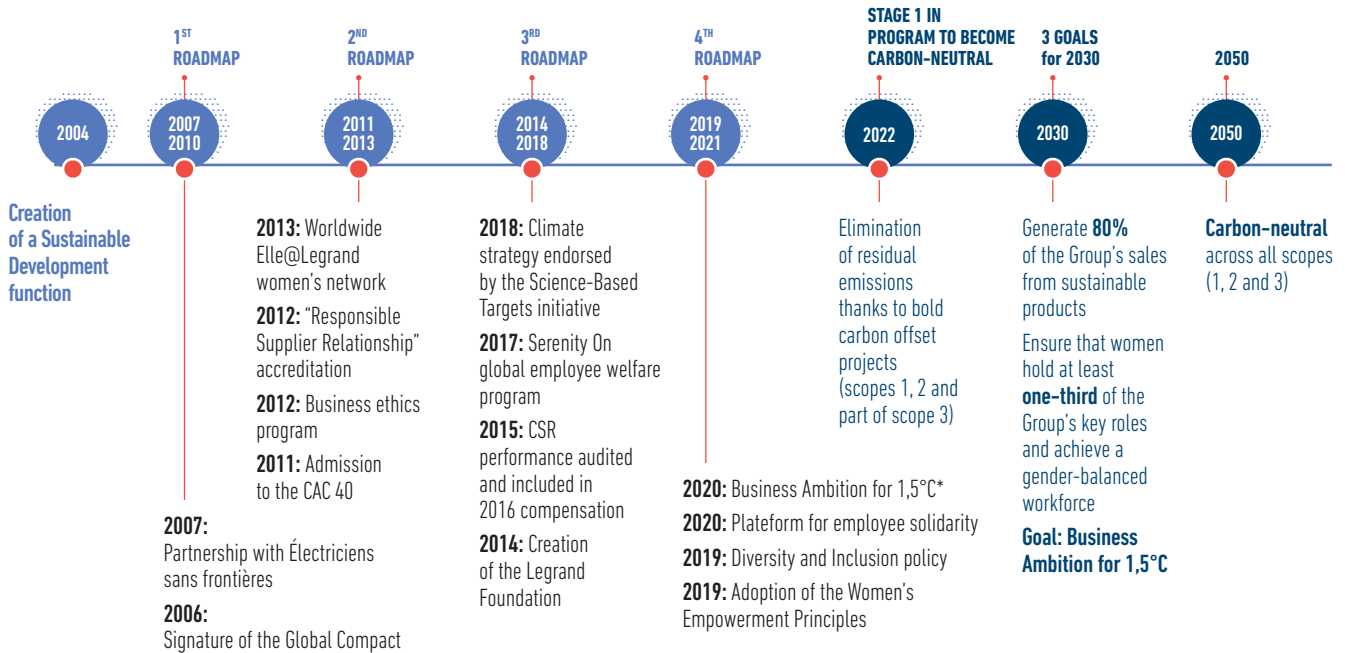 1ST
ROADMAP
2ND
ROADMAP
3RD
ROADMAP
4TH
ROADMAP
STAGE 1 IN
PROGRAM TO BECOME
CARBON-NEUTRAL
3 GOALS
for 2030
2050
2004
2007
2010
2011
2013
2014
2018
2019
2021
2022
2030
2050
Creation
of a Sustainable
Development
function
2007:
Partnership with Électriciens
sans frontières
2006:
Signature of the Global Compact
2013: Worldwide
Elle@Legrand
women's network
2012: “Responsible
Supplier Relationship”
accreditation
2012: Business ethics
program
2011: Admission
to the CAC 40
2018: Climate
strategy endorsed
by the Science-Based
Targets initiative
2017: Serenity On
global employee welfare
program
2015: CSR
performance audited
and included in
2016 compensation
2014: Creation
of the Legrand
Foundation
2020: Business Ambition for 1,5°C*
2020: Plateform for employee solidarity
2019: Diversity and Inclusion policy
2019: Adoption of the Women's
Empowerment Principles
Elimination
of residual
emissions
thanks to bold
carbon offset
projects
(scopes 1, 2 and
part of scope 3)
Generate 80%
of the Group's sales
from sustainable
products
Ensure that women
hold at least
one-third of the
Group's key roles
and achieve a
gender-balanced
workforce
Goal: Business
Ambition for 1,5°C
Carbon-neutral
across all scopes
(1, 2 and 3)